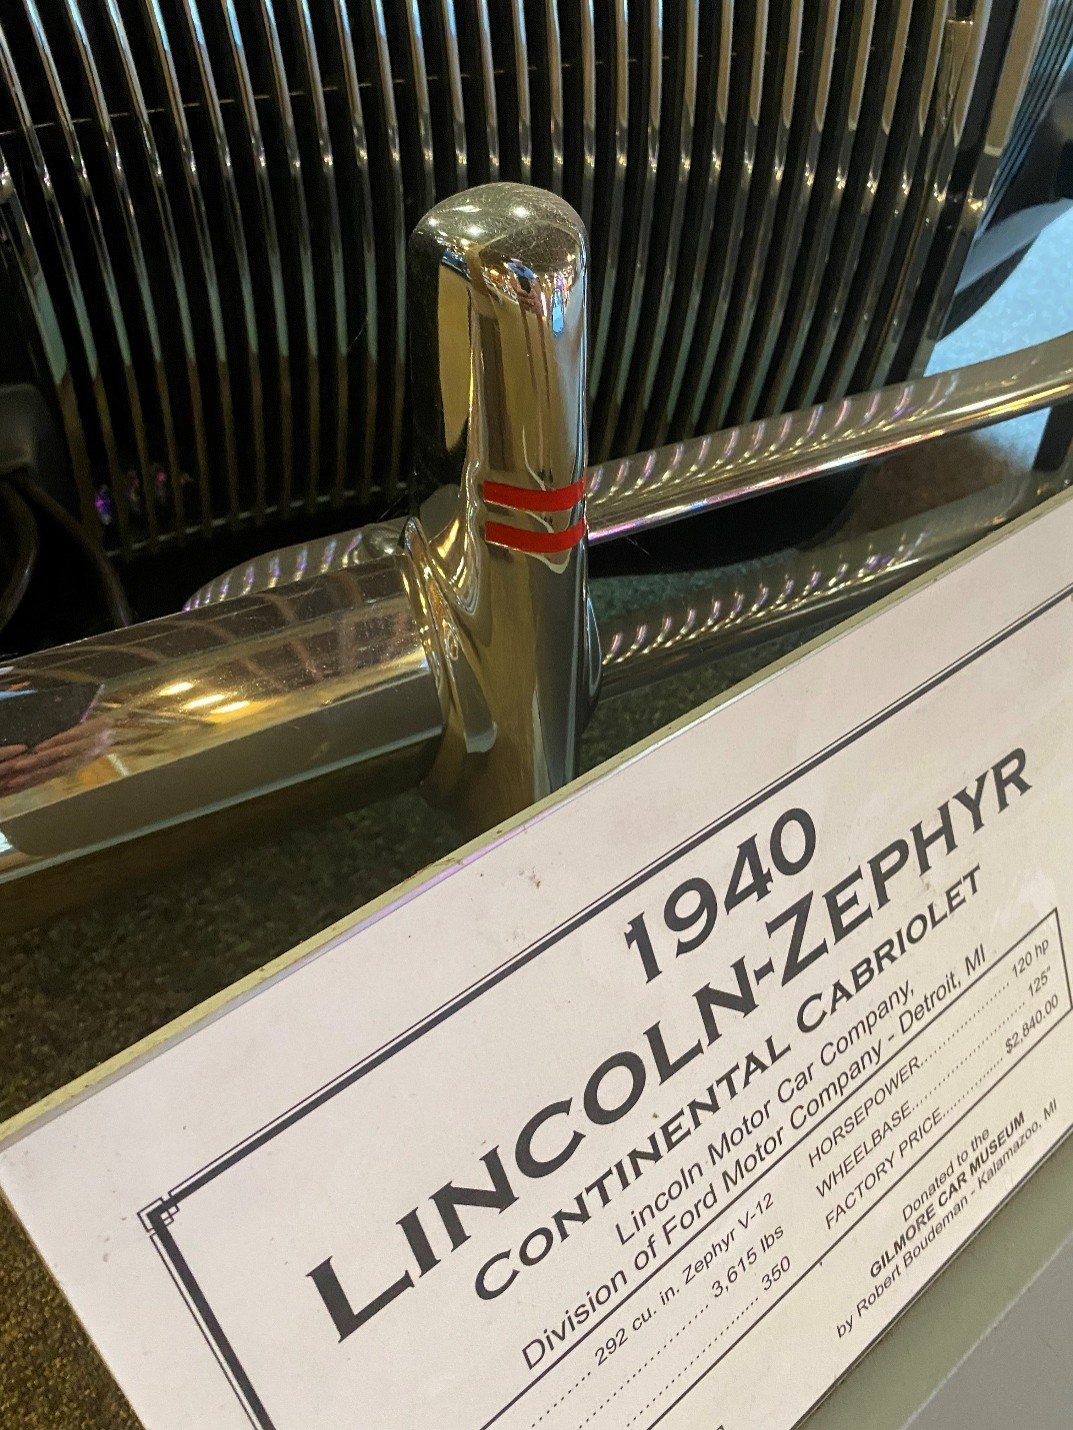 1940
LINCOLN-ZEPHYR
CONTINENTAL CABRIOLET
Lincoln Motor Car Company,
Division of Ford Motor Company - Detroit, MI
............ 292 cu. in. Zephyr V-12
............ 3,615 lbs
............ 350
HORSEPOWER............ 120 hp
WHEELBASE............ 125"
FACTORY PRICE............ $2,840.00
Donated to the
GILMORE CAR MUSEUM
by Robert Boudeman - Kalamazoo, MI